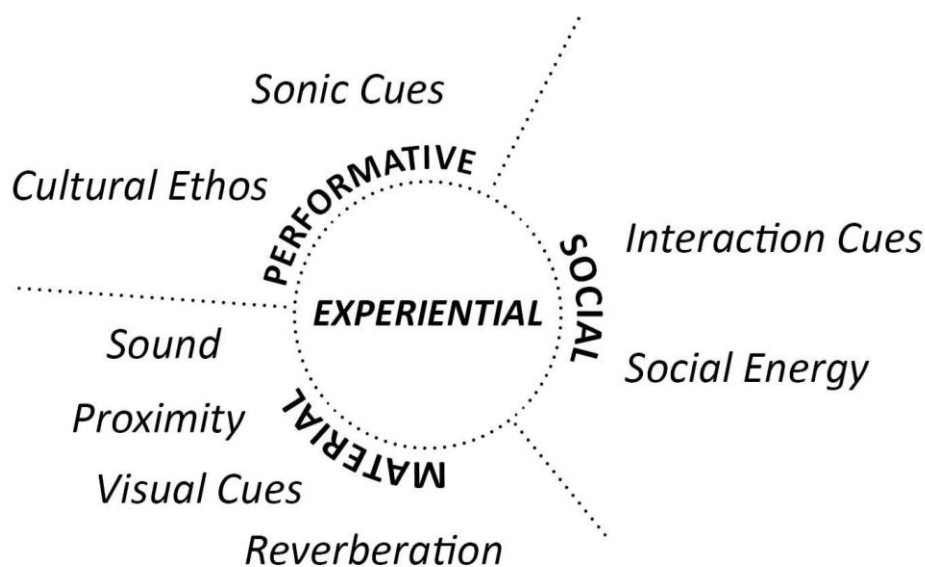 Sonic Cues
Cultural Ethos
PERFORMATIVE
SOCIAL
Interaction Cues
EXPERIENTIAL
Sound
Social Energy
Proximity
MATERIAL
Visual Cues
Reverberation